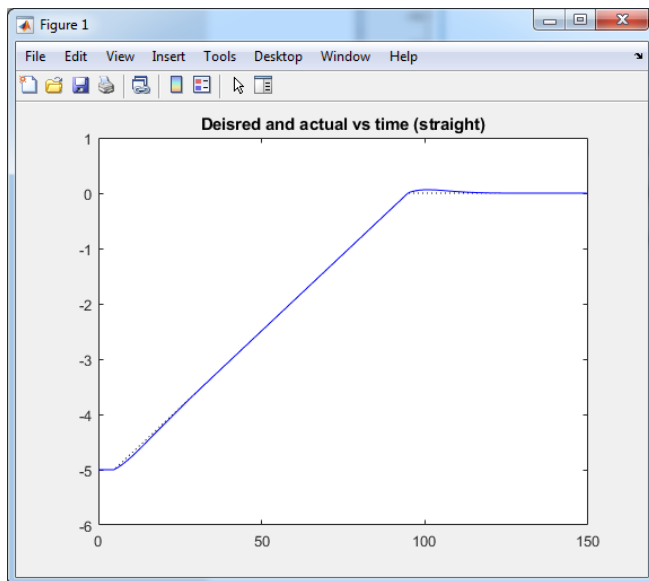 Figure 1
File Edit View Insert Tools Desktop Window Help
Deisred and actual vs time (straight)
1
0
-1
-2
-3
-4
-5
-6
0 50 100 150